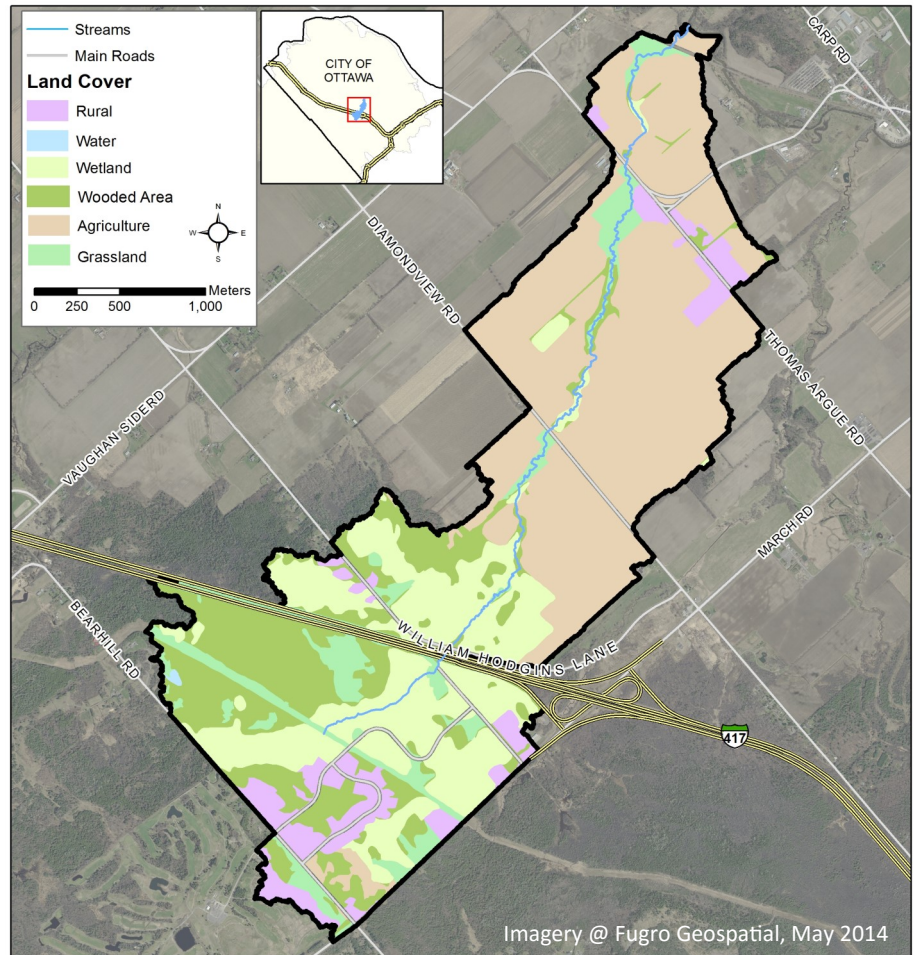 Streams
Main Roads
Land Cover
Rural
Water
Wetland
Wooded Area
Agriculture
Grassland
N
W E
S
Meters
0 250 500 1,000
CITY OF
OTTAWA
CARP RD
DIAMONDVIEW RD
THOMAS ARGUE RD
VAUGHAN SIDERD
MARCH RD
BEARHILL RD
WILLIAM HODGINS LANE
417
Imagery @ Fugro Geospatial, May 2014